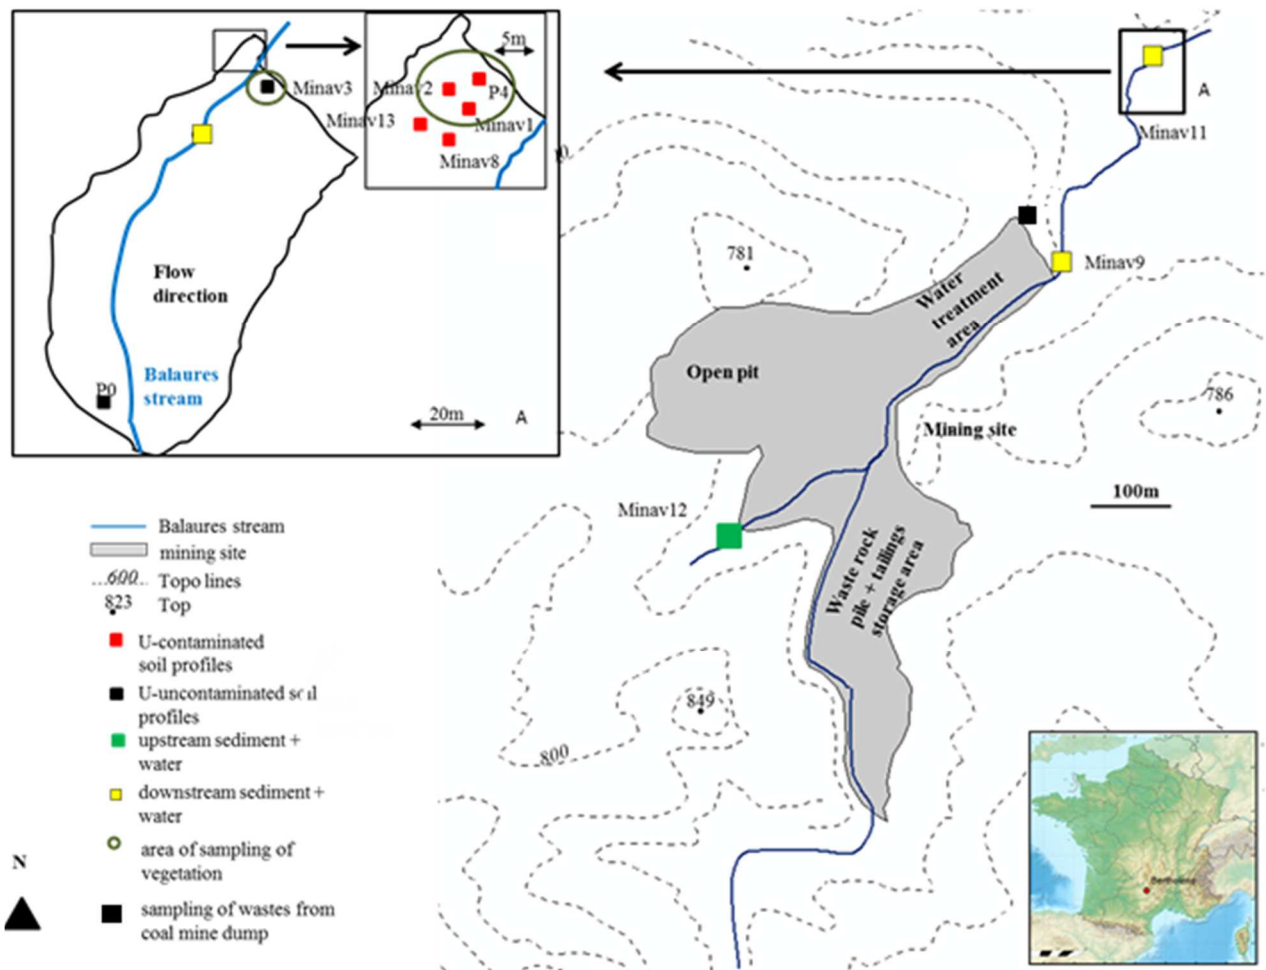 5m
Minav2
P4
Minav3
Minav13
Minav1
Minav8
A
Minav11
781
Minav9
Flow
direction
Water
treatment
area
Open pit
Balaures
stream
P0
20m
A
786
Mining site
100m
Minav12
Waste rock
pile + tailings
storage area
849
800
Balaures stream
mining site
600
Topo lines
823
Top
U-contaminated
soil profiles
U-uncontaminated soil
profiles
upstream sediment +
water
downstream sediment +
water
area of sampling of
vegetation
N
sampling of wastes from
coal mine dump